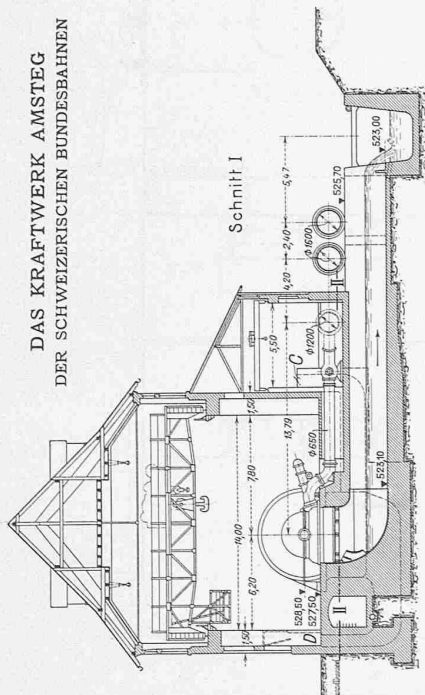 DAS KRAFTWERK AMSTEG
DER SCHWEIZERISCHEN BUNDESBAHNEN
Schnitt I
5,47
2,40
4,20
ϕ1600
525,70
523,00
5,50
C
ϕ1200
1,50
13,79
ϕ650
7,80
14,00
6,20
1,50
528,50
527,50
D
II
523,10